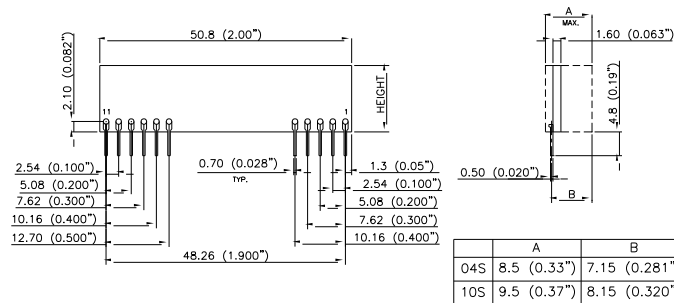 50.8 (2.00”)
2.10 (0.082”)
11
1
HEIGHT
2.54 (0.100”)
5.08 (0.200”)
7.62 (0.300”)
10.16 (0.400”)
12.70 (0.500”)
0.70 (0.028”)
TYP.
1.3 (0.05”)
2.54 (0.100”)
5.08 (0.200”)
7.62 (0.300”)
10.16 (0.400”)
48.26 (1.900”)
A
MAX.
1.60 (0.063”)
4.8 (0.19”)
0.50 (0.020”)
B
A B
04S 8.5 (0.33”) 7.15 (0.281”
10S 9.5 (0.37”) 8.15 (0.320”